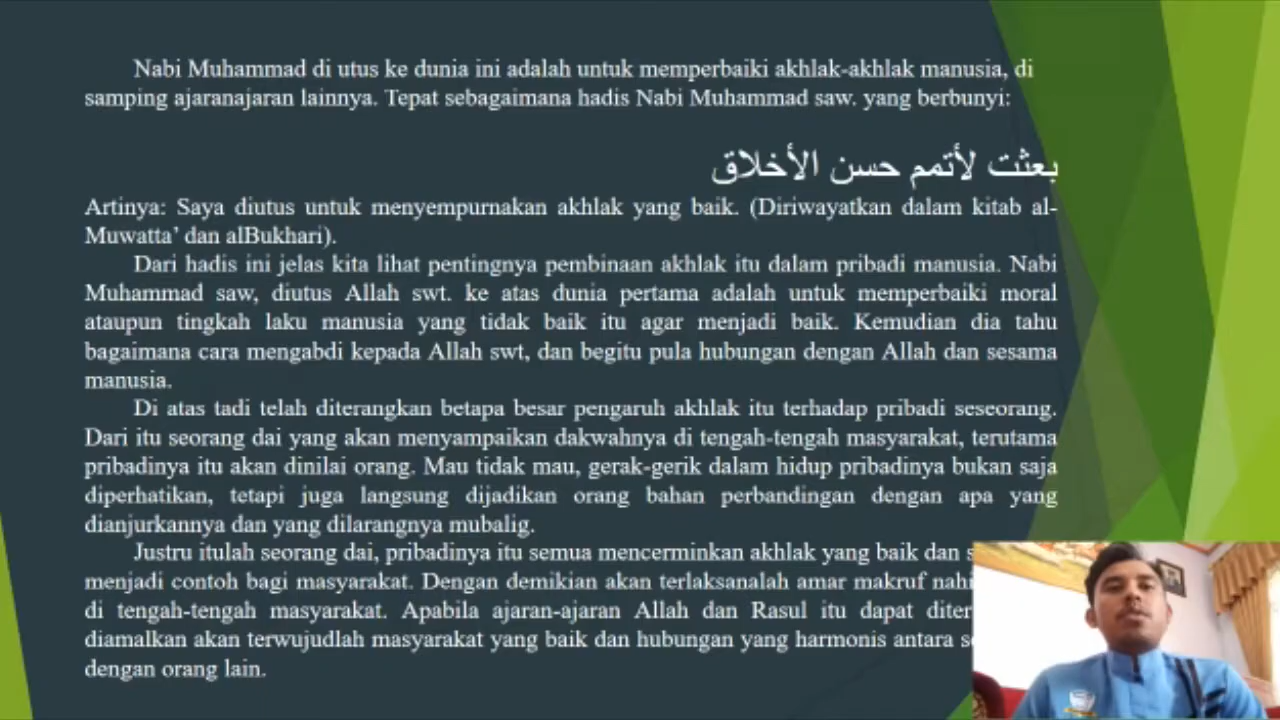 Nabi Muhammad di utus ke dunia ini adalah untuk memperbaiki akhlak-akhlak manusia, di
samping ajaranajaran lainnya. Tepat sebagaimana hadis Nabi Muhammad saw. yang berbunyi:
بعثت لأتمم حسن الأخلاق
Artinya: Saya diutus untuk menyempurnakan akhlak yang baik. (Diriwayatkan dalam kitab al-
Muwatta’ dan alBukhari).
Dari hadis ini jelas kita lihat pentingnya pembinaan akhlak itu dalam pribadi manusia. Nabi
Muhammad saw, diutus Allah swt. ke atas dunia pertama adalah untuk memperbaiki moral
ataupun tingkah laku manusia yang tidak baik itu agar menjadi baik. Kemudian dia tahu
bagaimana cara mengabdi kepada Allah swt, dan begitu pula hubungan dengan Allah dan sesama
manusia.
Di atas tadi telah diterangkan betapa besar pengaruh akhlak itu terhadap pribadi seseorang.
Dari itu seorang dai yang akan menyampaikan dakwahnya di tengah-tengah masyarakat, terutama
pribadinya itu akan dinilai orang. Mau tidak mau, gerak-gerik dalam hidup pribadinya bukan saja
diperhatikan, tetapi juga langsung dijadikan orang bahan perbandingan dengan apa yang
dianjurkannya dan yang dilarangnya mubalig.
Justru itulah seorang dai, pribadinya itu semua mencerminkan akhlak yang baik dan
menjadi contoh bagi masyarakat. Dengan demikian akan terlaksanalah amar makruf
di tengah-tengah masyarakat. Apabila ajaran-ajaran Allah dan Rasul itu dapat
diamalkan akan terwujudlah masyarakat yang baik dan hubungan yang harmonis antara
dengan orang lain.